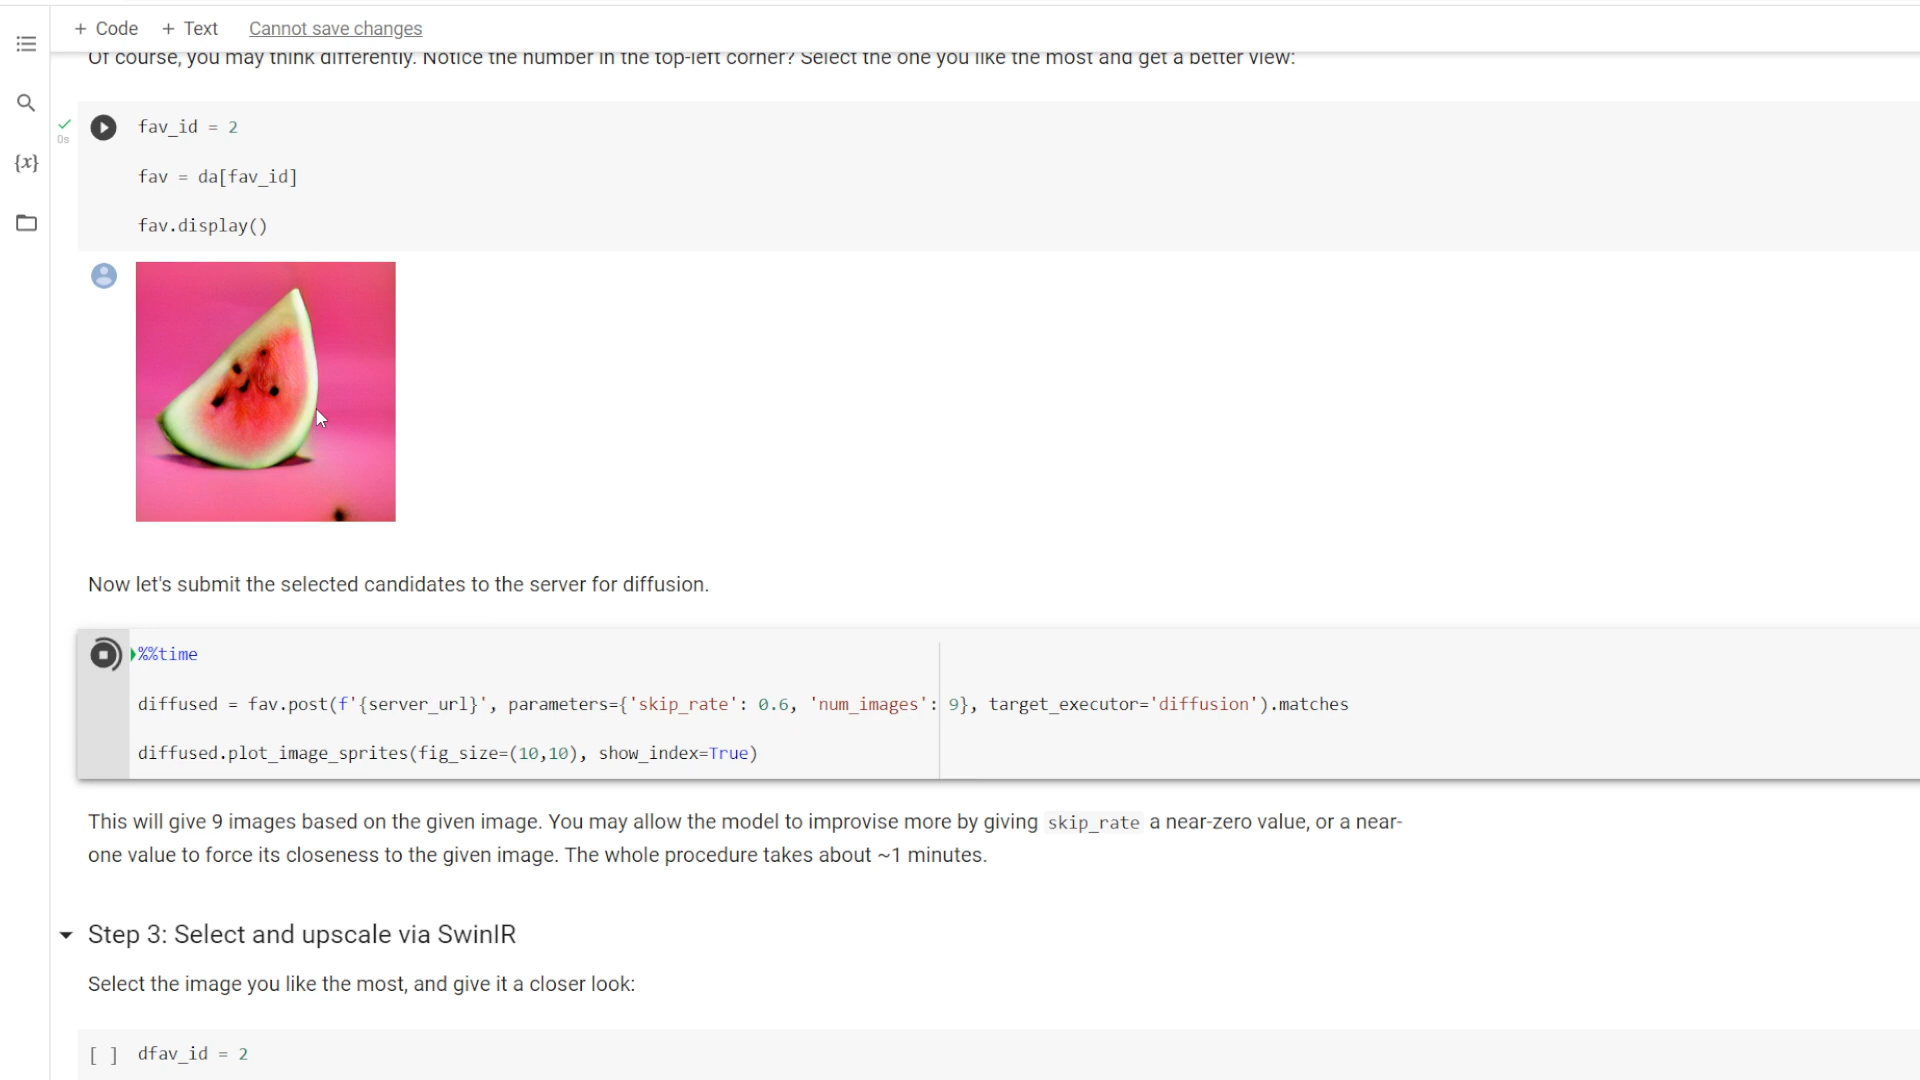 + Code + Text Cannot save changes
Of course, you may think differently. Notice the number in the top-left corner? Select the one you like the most and get a better view:
fav_id = 2
0s
{x}
fav = da[fav_id]
fav.display()
Now let's submit the selected candidates to the server for diffusion.
%%time
diffused = fav.post(f'{server_url}', parameters={'skip_rate': 0.6, 'num_images': 9}, target_executor='diffusion').matches
diffused.plot_image_sprites(fig_size=(10,10), show_index=True)
This will give 9 images based on the given image. You may allow the model to improvise more by giving skip_rate a near-zero value, or a near-
one value to force its closeness to the given image. The whole procedure takes about ~1 minutes.
Step 3: Select and upscale via SwinIR
Select the image you like the most, and give it a closer look:
[ ] dfav_id = 2